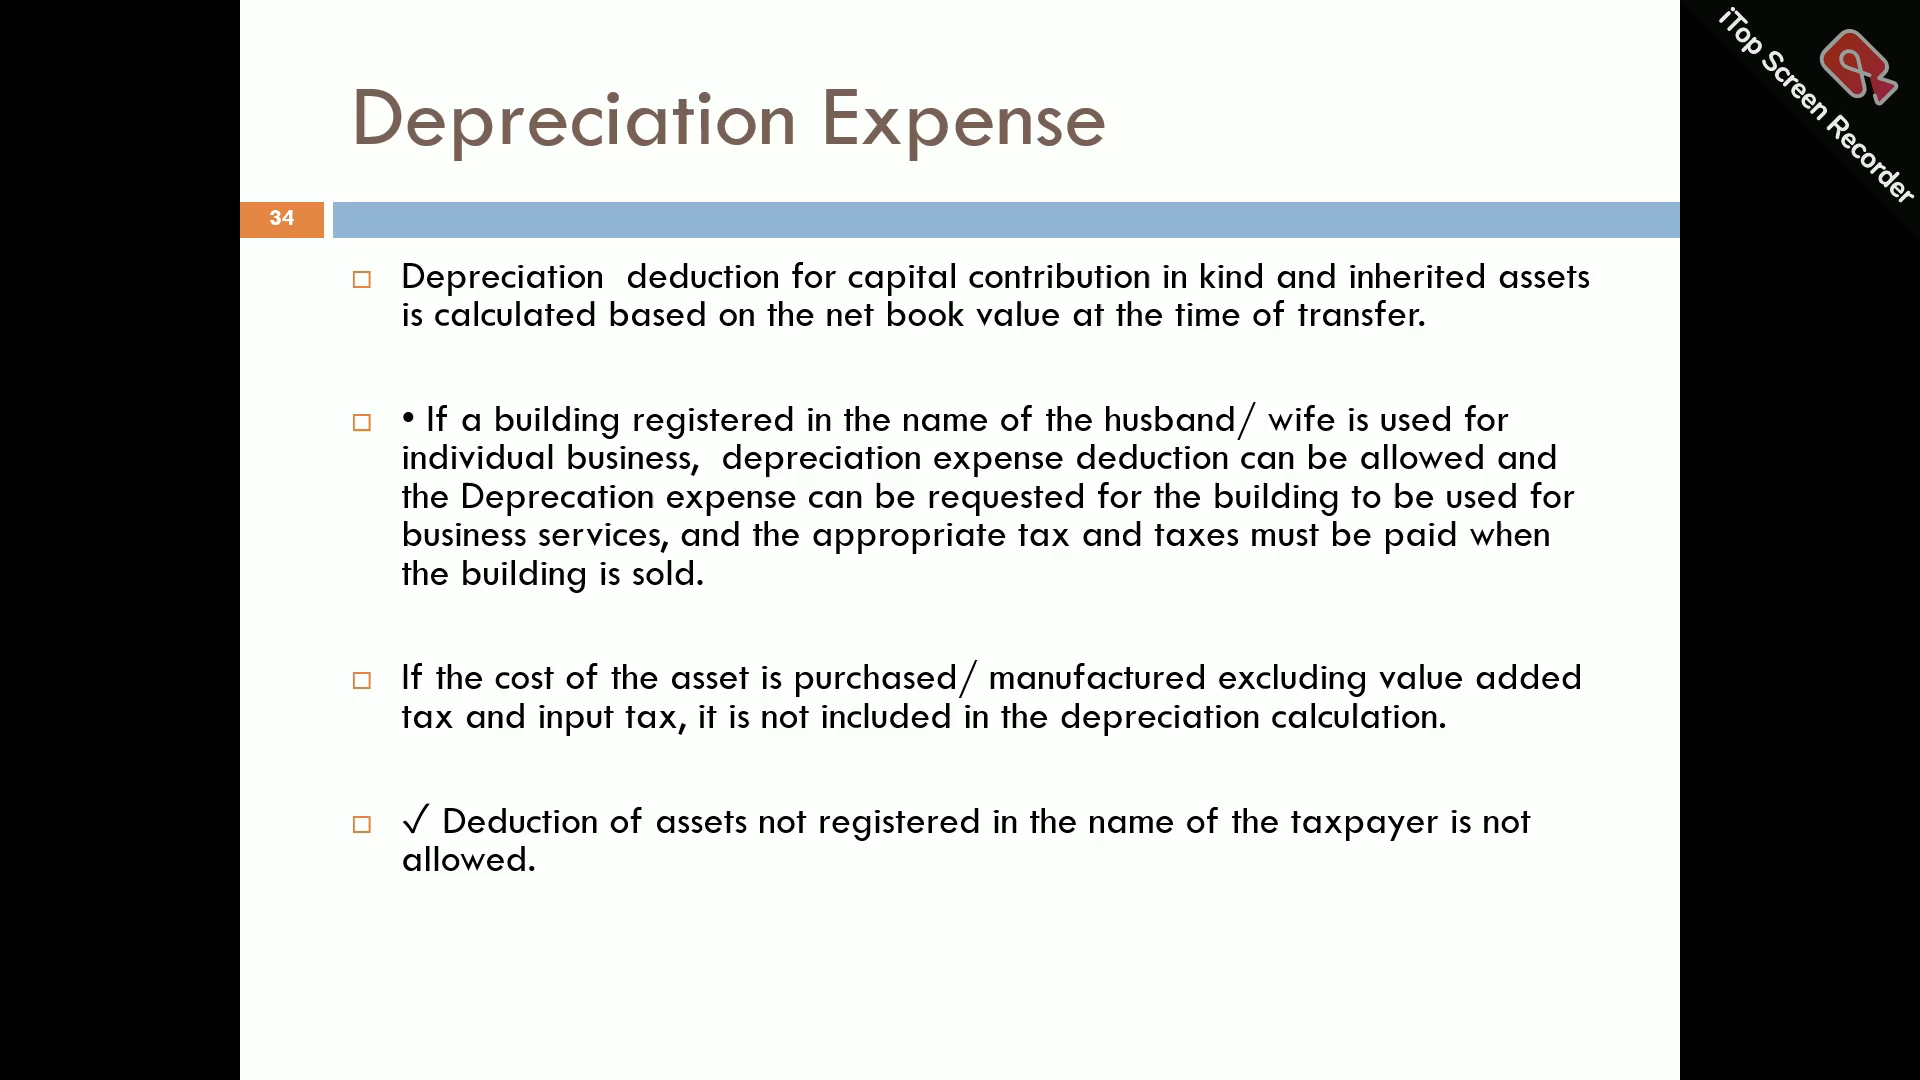 Depreciation Expense
34
Depreciation  deduction for capital contribution in kind and inherited assets
is calculated based on the net book value at the time of transfer.
• If a building registered in the name of the husband/ wife is used for
individual business,  depreciation expense deduction can be allowed and
the Deprecation expense can be requested for the building to be used for
business services, and the appropriate tax and taxes must be paid when
the building is sold.
If the cost of the asset is purchased/ manufactured excluding value added
tax and input tax, it is not included in the depreciation calculation.
✓ Deduction of assets not registered in the name of the taxpayer is not
allowed.
iTop Screen Recorder